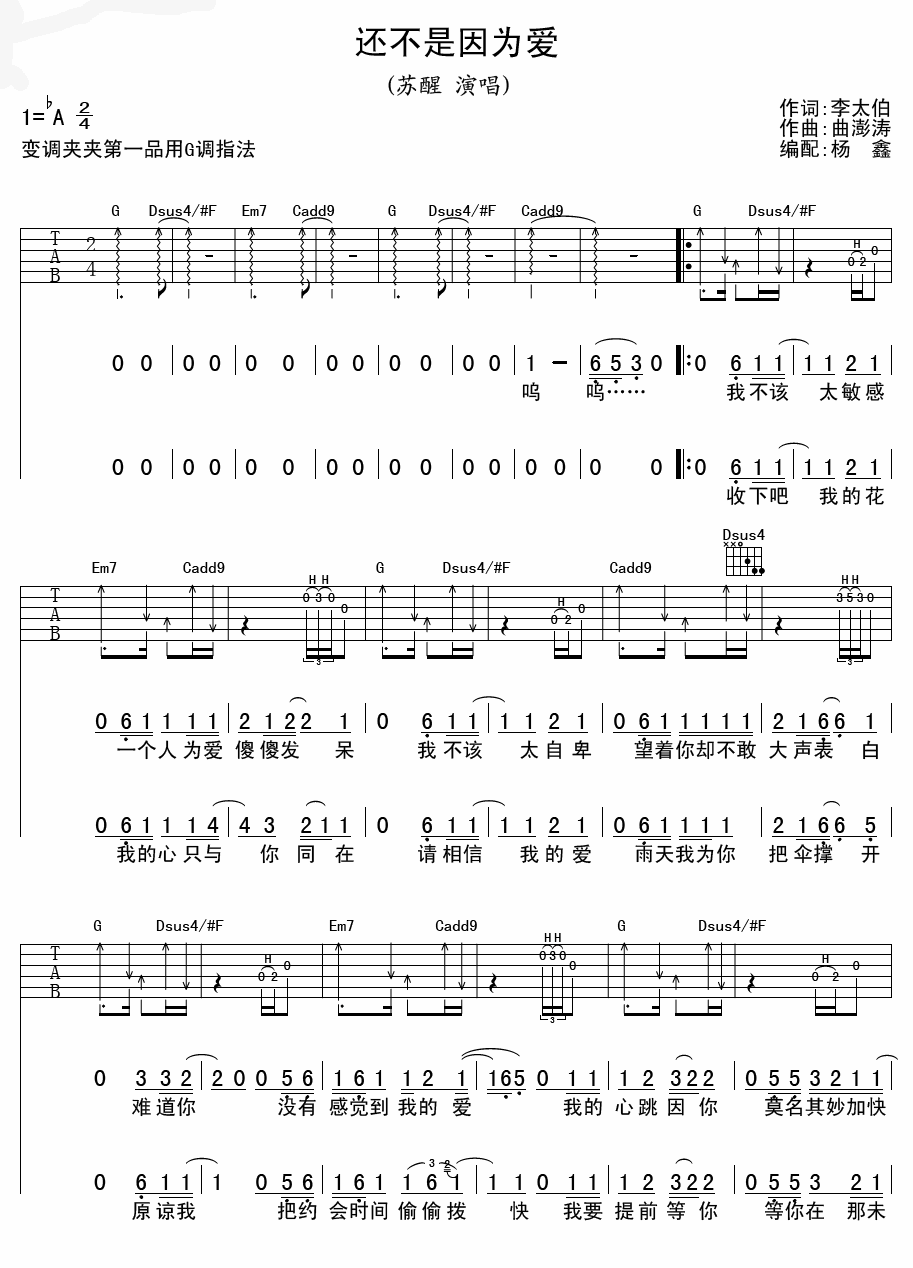 还不是因为爱
(苏醒 演唱)
1=♭A 2/4
作词:李太伯
作曲:曲澎涛
变调夹夹第一品用G调指法
编配:杨 鑫
G Dsus4/#F Em7 Cadd9 G Dsus4/#F Cadd9 G Dsus4/#F
T A B 2 4 H 0 2 0
0 0 0 0 0 0 0 0 0 0 0 0 1 - 6 5 3 0 0 6 1 1 1 1 2 1
呜 呜…… 我不该 太敏感
0 0 0 0 0 0 0 0 0 0 0 0 0 0 0 0 0 6 1 1 1 1 2 1
收下吧 我的花
Dsus4
Em7 Cadd9 G Dsus4/#F Cadd9 xxo
T A B H H 0 3 0 0 3 H 0 2 0 H H 3 5 3 0 3
0 6 1 1 1 1 2 1 2 2 1 0 6 1 1 1 1 2 1 0 6 1 1 1 1 1 2 1 6 6 1
一个人为爱 傻傻发 呆 我不该 太自卑 望着你却不敢 大声表 白
0 6 1 1 1 4 4 3 2 1 1 0 6 1 1 1 1 2 1 0 6 1 1 1 1 2 1 6 6 5
我的心只与 你 同 在 请相信 我的爱 雨天我为你 把伞撑 开
G Dsus4/#F Em7 Cadd9 G Dsus4/#F
T A B H 0 2 0 H H 0 3 0 0 3 H 0 2 0
0 3 3 2 2 0 0 5 6 1 6 1 1 2 1 1 6 5 0 1 1 1 2 3 2 2 0 5 5 3 2 1 1
难道你 没有 感觉到 我的 爱 我的 心跳因你 莫名其妙加快
0 6 1 1 1 0 5 6 1 6 1 1 6 1 3 2 1 1 0 1 1 1 2 3 2 2 0 5 5 3 2 1
原谅我 把约 会时间 偷偷拨 快 我要 提前等你 等你在 那未